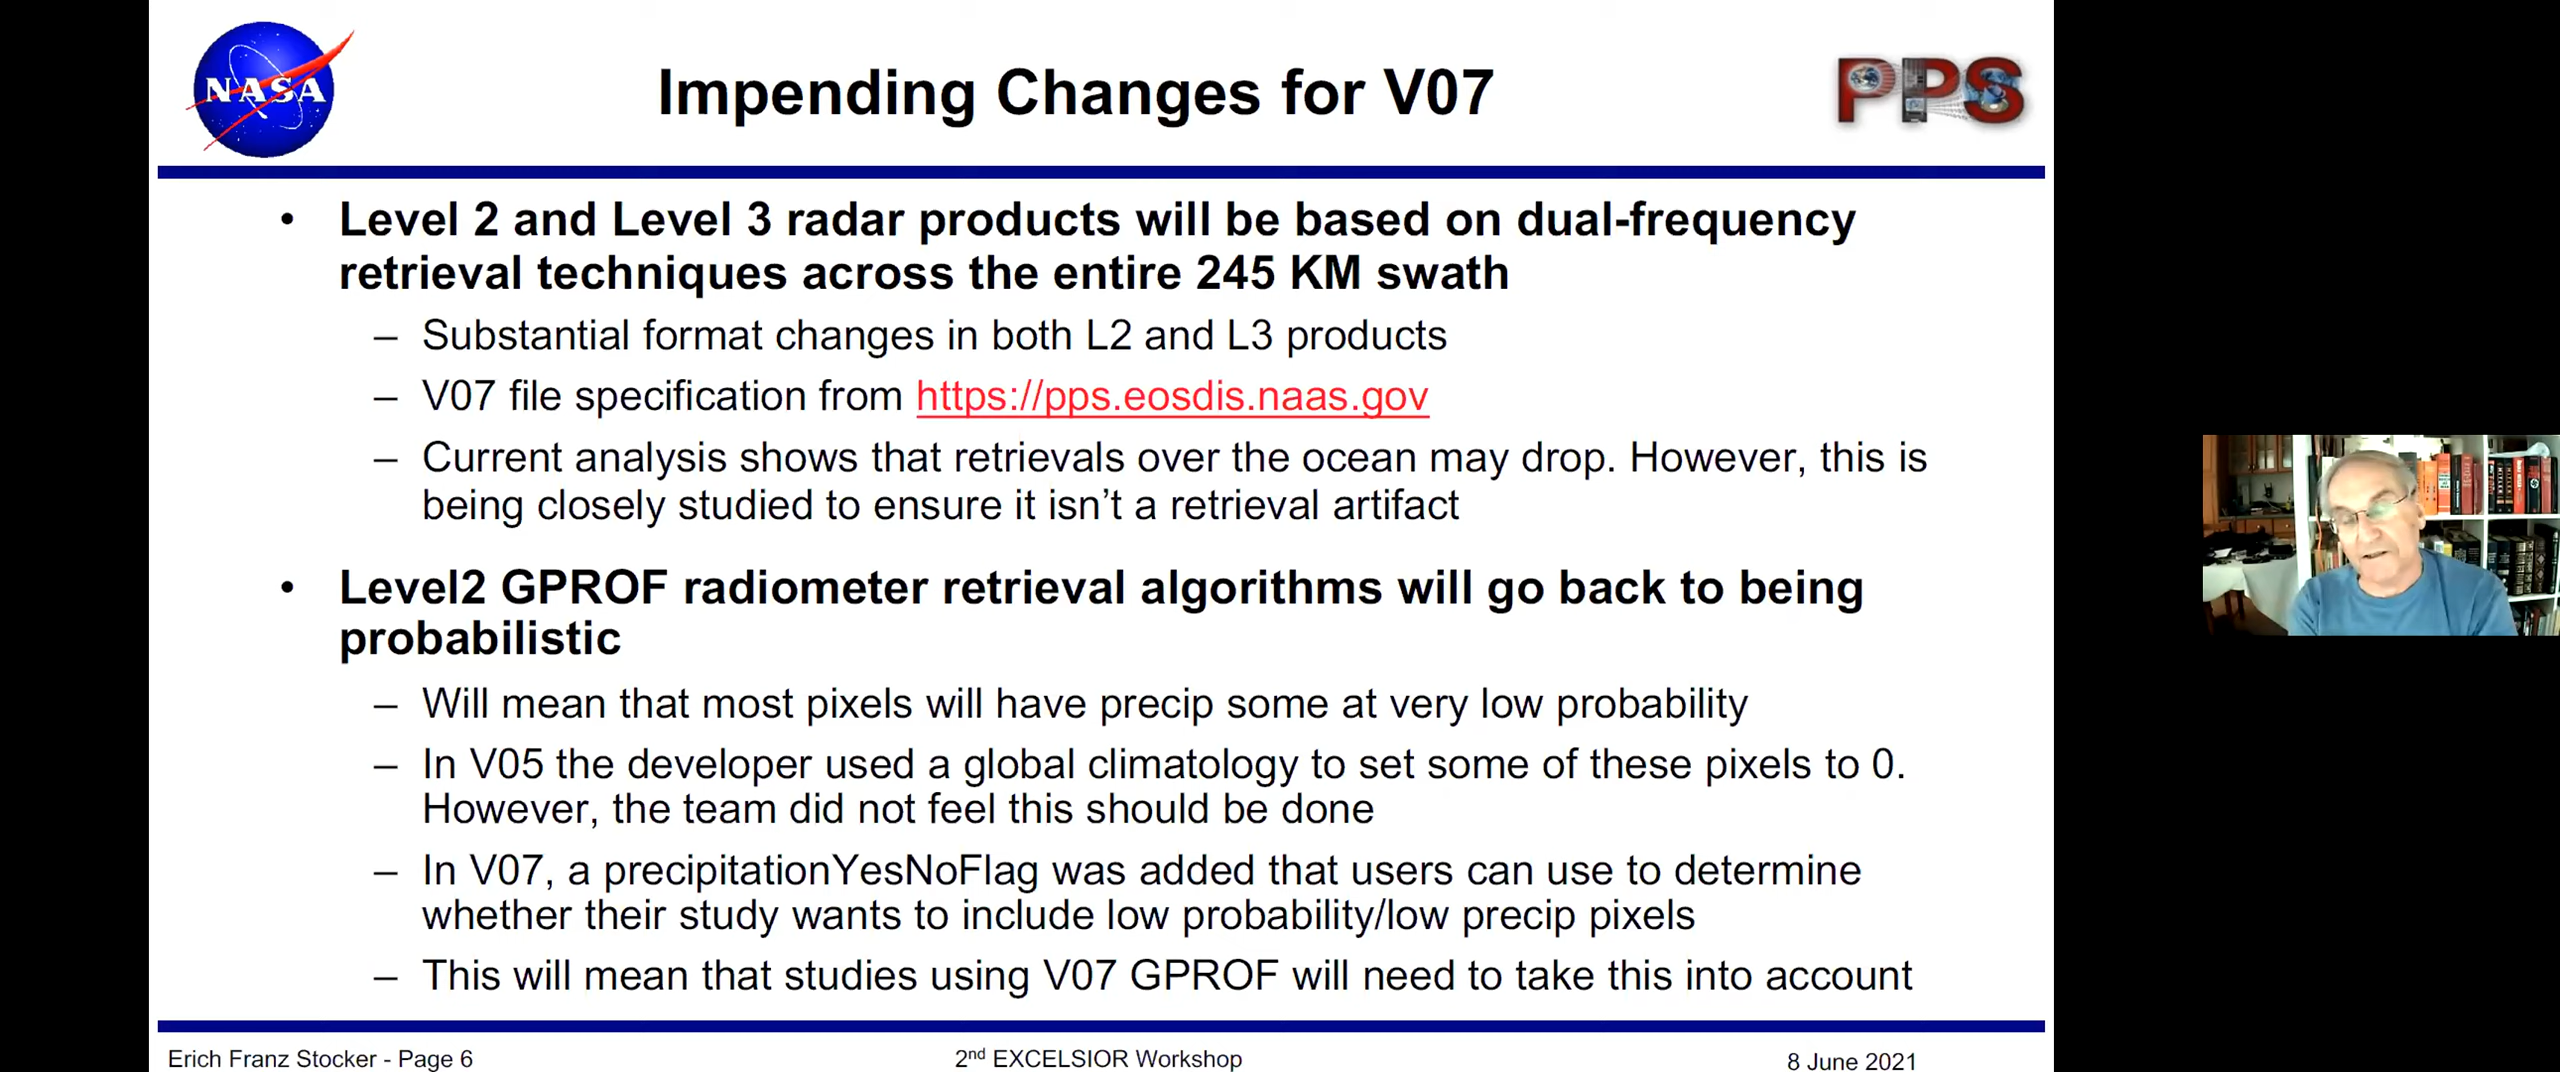 NASA
Impending Changes for V07
PPS
• Level 2 and Level 3 radar products will be based on dual-frequency
retrieval techniques across the entire 245 KM swath
– Substantial format changes in both L2 and L3 products
– V07 file specification from https://pps.eosdis.naas.gov
– Current analysis shows that retrievals over the ocean may drop. However, this is
being closely studied to ensure it isn't a retrieval artifact
• Level2 GPROF radiometer retrieval algorithms will go back to being
probabilistic
– Will mean that most pixels will have precip some at very low probability
– In V05 the developer used a global climatology to set some of these pixels to 0.
However, the team did not feel this should be done
– In V07, a precipitationYesNoFlag was added that users can use to determine
whether their study wants to include low probability/low precip pixels
– This will mean that studies using V07 GPROF will need to take this into account
Erich Franz Stocker - Page 6
2nd EXCELSIOR Workshop
8 June 2021